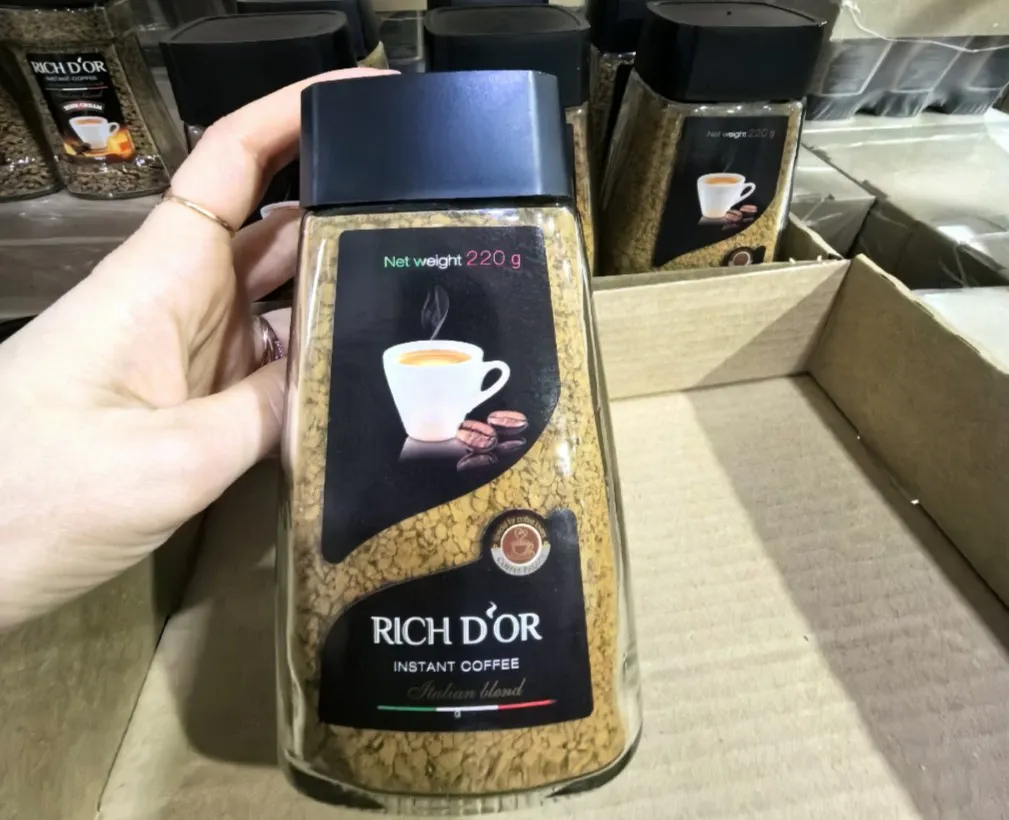 RICH D'OR
INSTANT COFFEE
Net weight 220 g
Net weight 220 g
RICH D'OR
INSTANT COFFEE
Italian blend